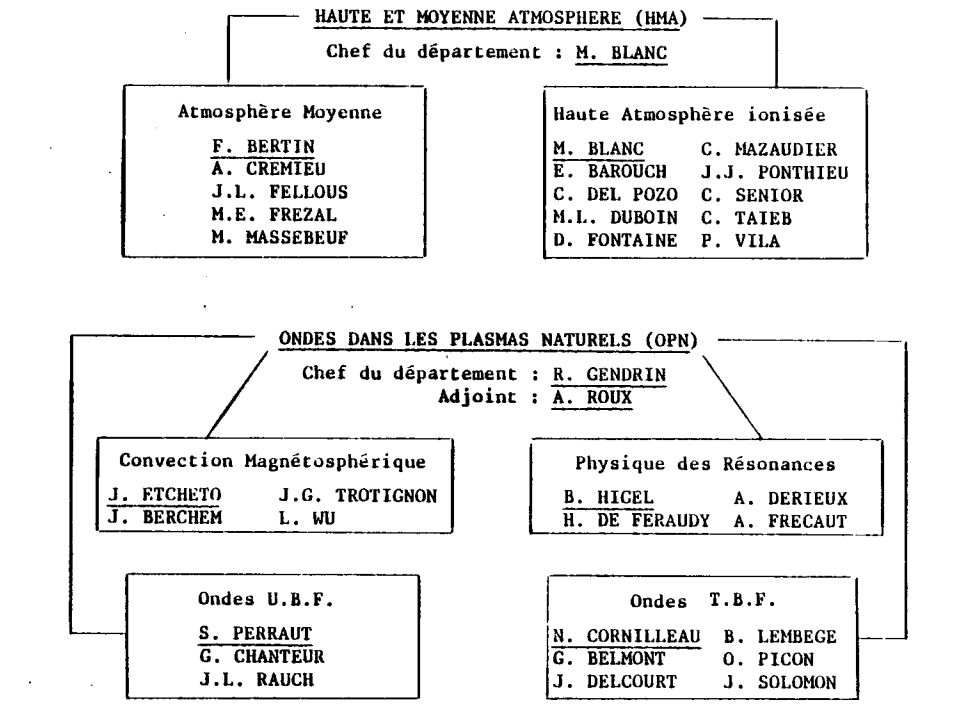 HAUTE ET MOYENNE ATMOSPHERE (HMA)
Chef du département : M. BLANC
Atmosphère Moyenne
F. BERTIN
A. CREMIEU
J.L. FELLOUS
M.E. FREZAL
M. MASSEBEUF
Haute Atmosphère ionisée
M. BLANC C. MAZAUDIER
E. BAROUCH J.J. PONTHIEU
C. DEL POZO C. SENIOR
M.L. DUBOIN C. TAIEB
D. FONTAINE P. VILA
ONDES DANS LES PLASMAS NATURELS (OPN)
Chef du département : R. GENDRIN
Adjoint : A. ROUX
Convection Magnétosphérique
J. ETCHETO J.G. TROTIGNON
J. BERCHEM L. WU
Physique des Résonances
B. HIGEL A. DERIEUX
H. DE FERAUDY A. FRECAUT
Ondes U.B.F.
S. PERRAUT
G. CHANTEUR
J.L. RAUCH
Ondes T.B.F.
N. CORNILLEAU B. LEMBEGE
G. BELMONT O. PICON
J. DELCOURT J. SOLOMON